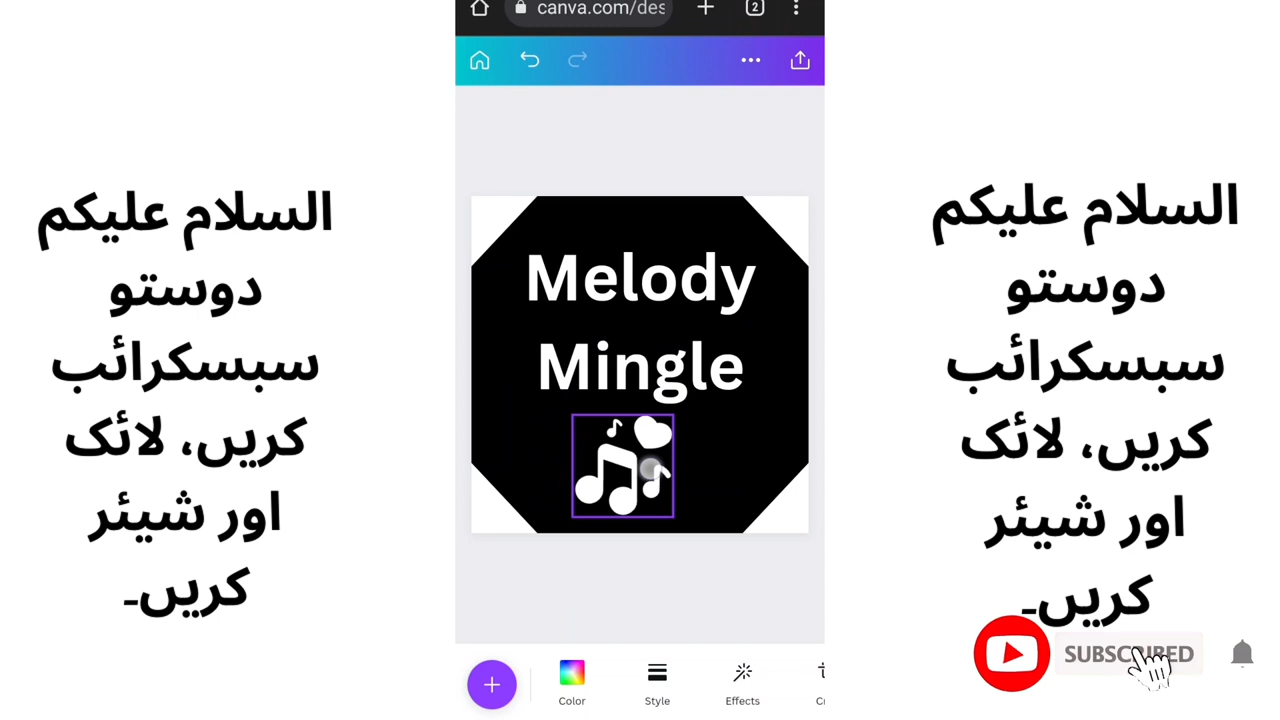 canva.com/des
2
السلام علیکم
دوستو
سبسکرائب
کریں، لائک
اور شیئر
کریں۔
Melody
Mingle
السلام علیکم
دوستو
سبسکرائب
کریں، لائک
اور شیئر
کریں۔
SUBSCRIBED
Color
Style
Effects
Cr